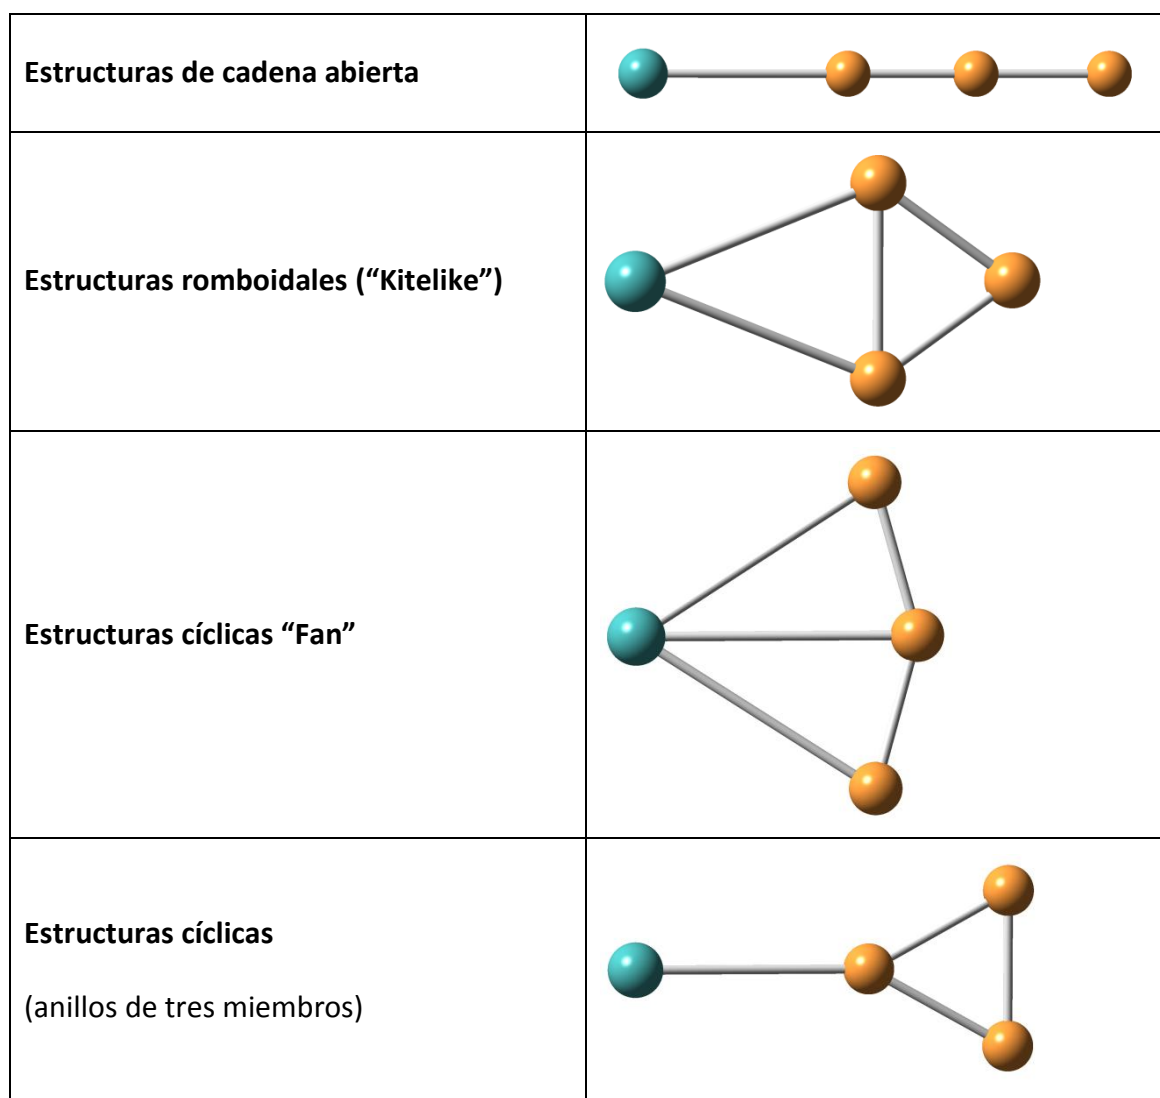 Estructuras de cadena abierta
Estructuras romboidales (“Kitelike”)
Estructuras cíclicas “Fan”
Estructuras cíclicas
(anillos de tres miembros)